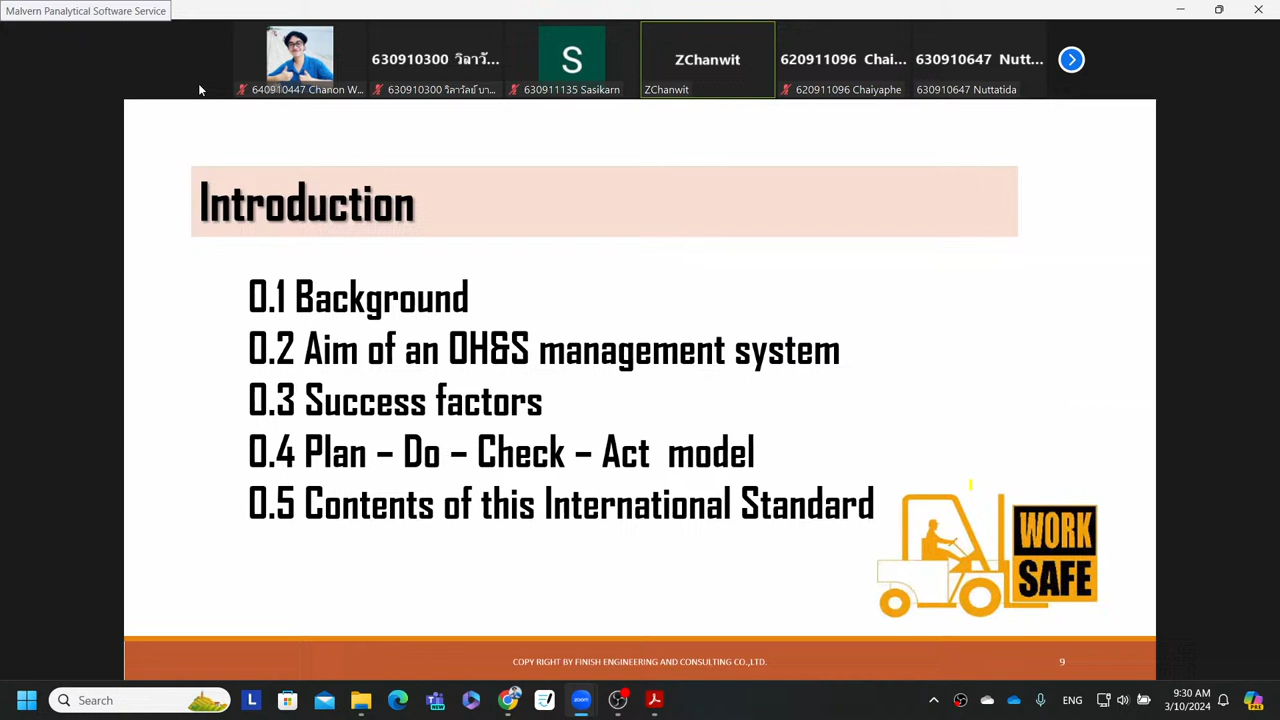 Malvern Panalytical Software Service
630910300 วิลาวั...
S
ZChanwit
620911096 Chai...
630910647 Nutt...
640910447 Chanon W...
630910300 วิลาวัลย์ บา...
630911135 Sasikarn
ZChanwit
620911096 Chaiyaphe
630910647 Nuttatida
Introduction
0.1 Background
0.2 Aim of an OH&S management system
0.3 Success factors
0.4 Plan – Do – Check – Act model
0.5 Contents of this International Standard
WORK
SAFE
COPY RIGHT BY FINISH ENGINEERING AND CONSULTING CO.,LTD.
9
Search
L
NEW
zoom
ENG
9:30 AM
3/10/2024